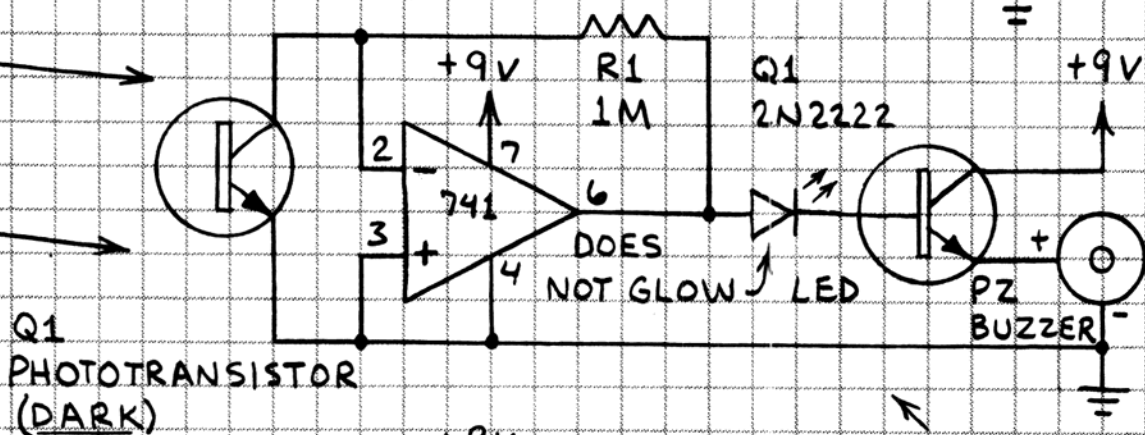 +9V
R1
1M
Q1
2N2222
+9V
2
-
7
741
6
3
+
4
DOES
NOT GLOW
LED
+
PZ
BUZZER
-
Q1
PHOTOTRANSISTOR
(DARK)